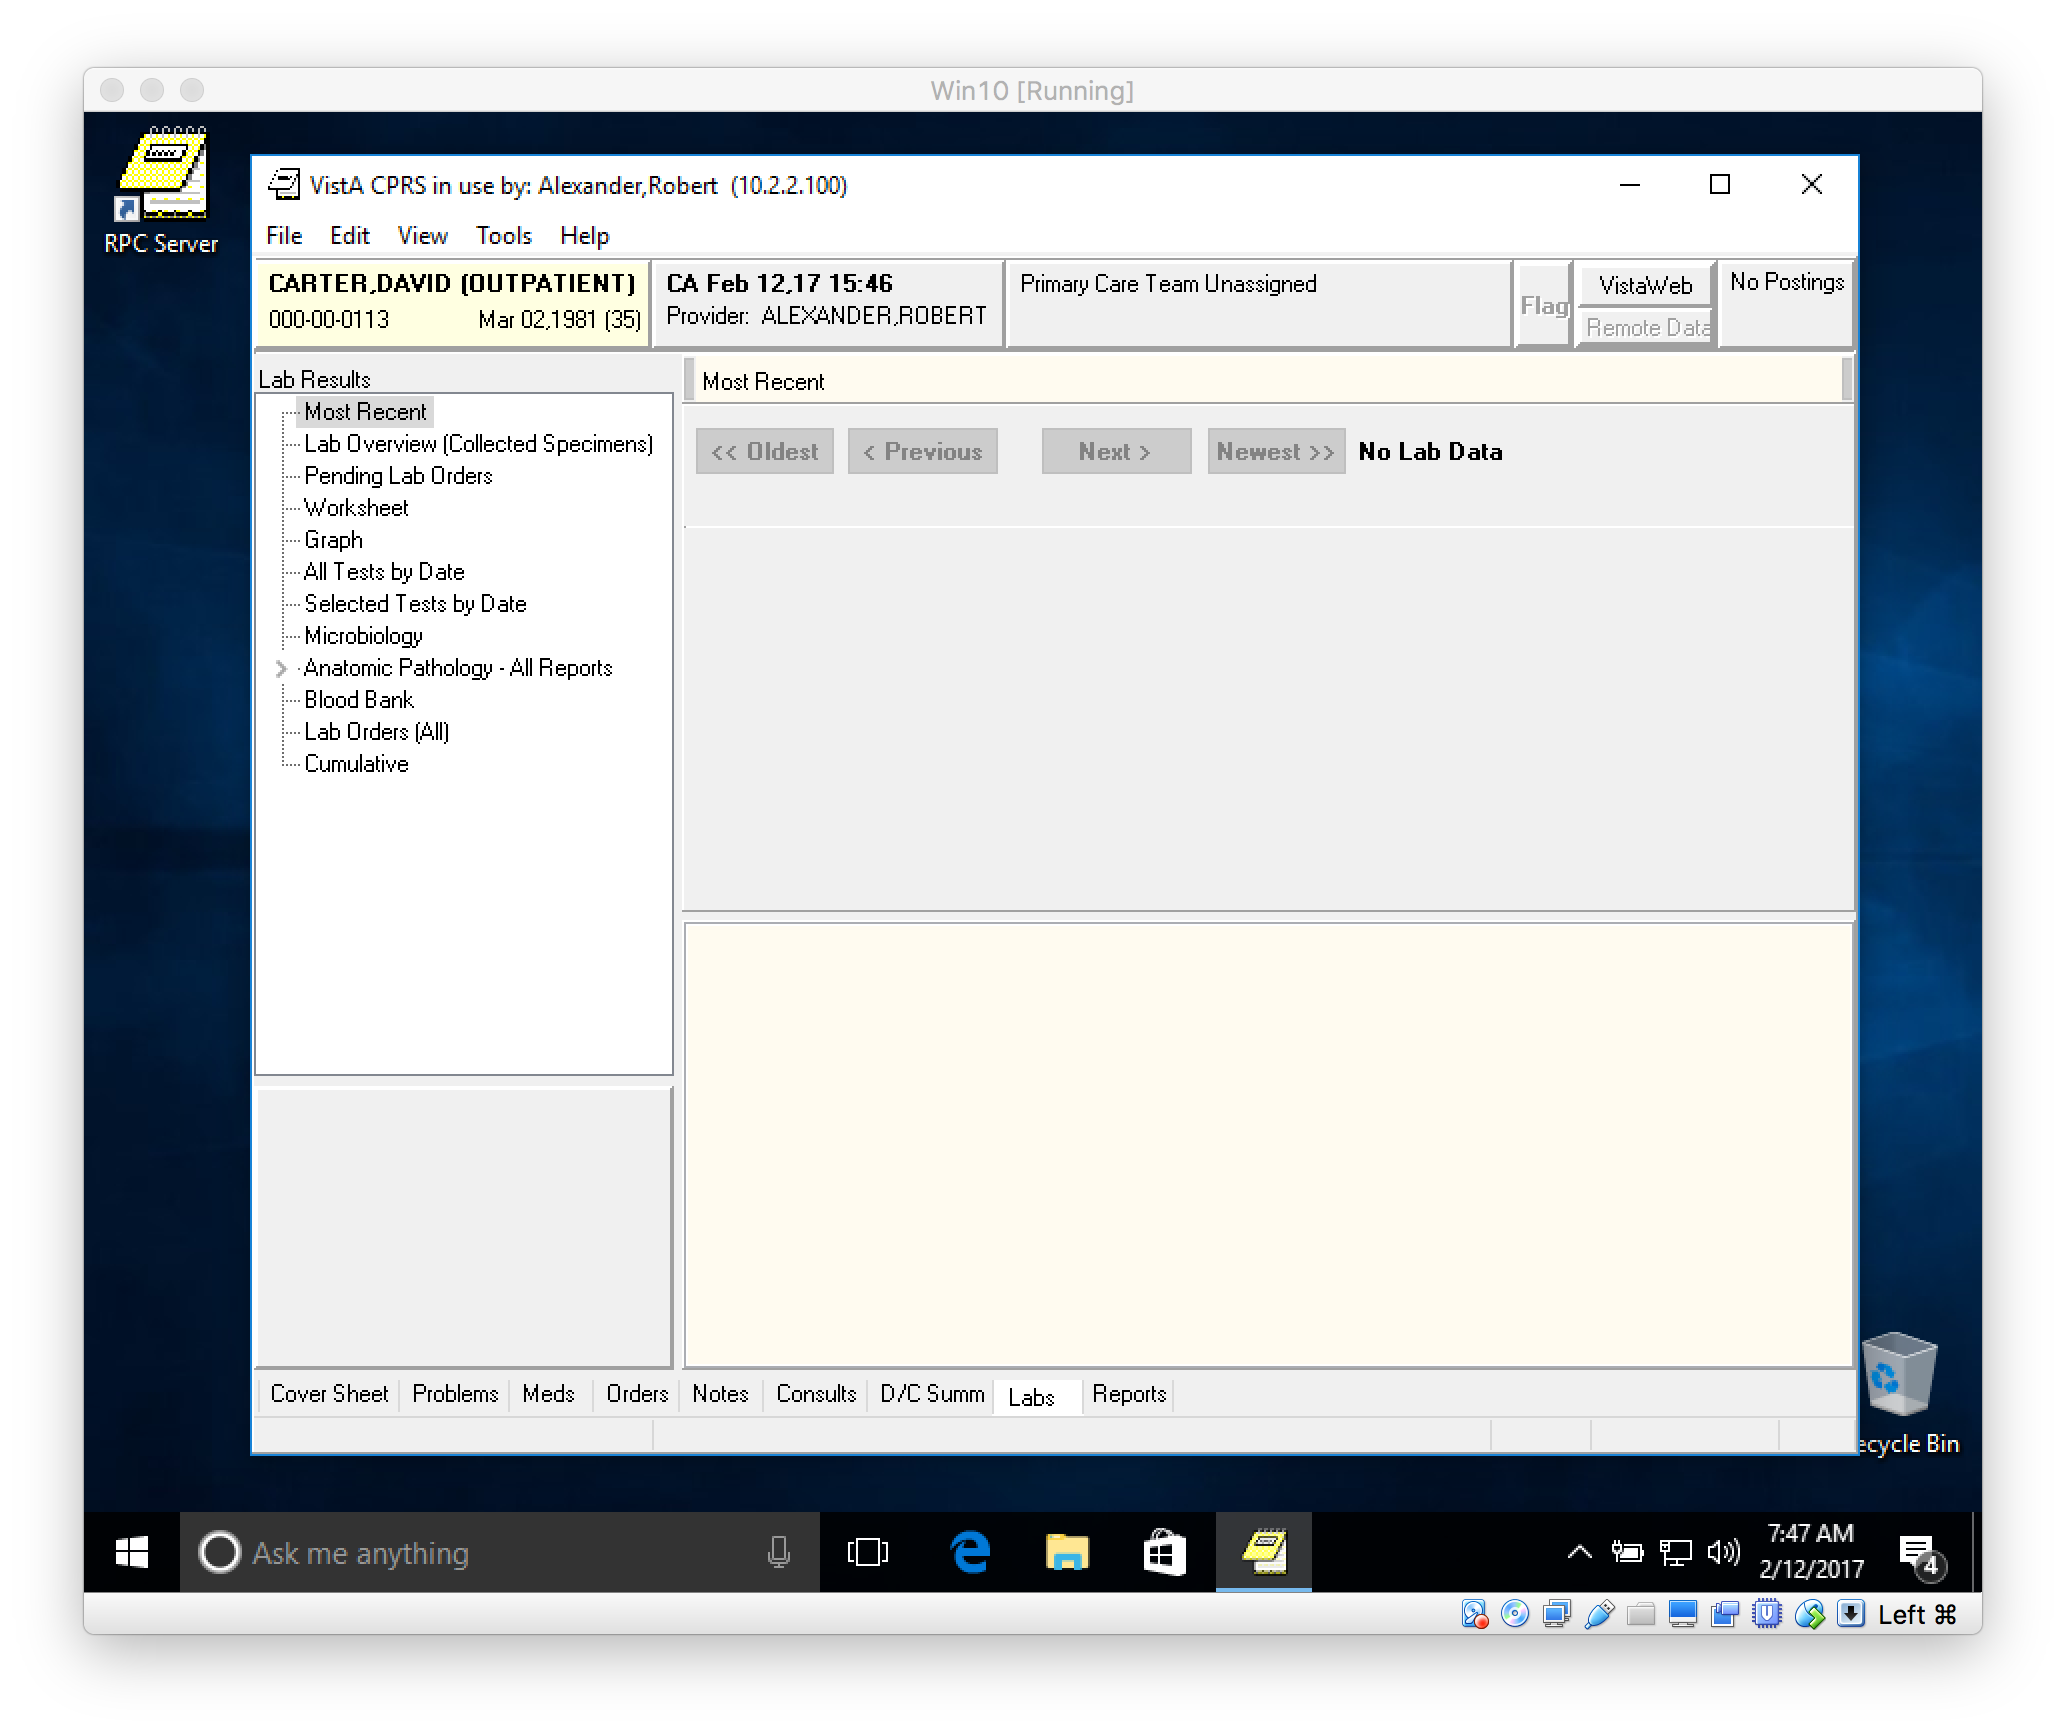 Win10 [Running]
RPC Server
VistA CPRS in use by: Alexander,Robert (10.2.2.100)
File Edit View Tools Help
CARTER,DAVID (OUTPATIENT)
000-00-0113 Mar 02,1981 (35)
CA Feb 12,17 15:46
Provider: ALEXANDER,ROBERT
Primary Care Team Unassigned
Flag
VistaWeb
Remote Data
No Postings
Lab Results
Most Recent
Lab Overview (Collected Specimens)
Pending Lab Orders
Worksheet
Graph
All Tests by Date
Selected Tests by Date
Microbiology
Anatomic Pathology - All Reports
Blood Bank
Lab Orders (All)
Cumulative
Most Recent
<< Oldest < Previous Next > Newest >> No Lab Data
Cover Sheet Problems Meds Orders Notes Consults D/C Summ Labs Reports
ecycle Bin
Ask me anything
7:47 AM
2/12/2017
4
Left ⌘